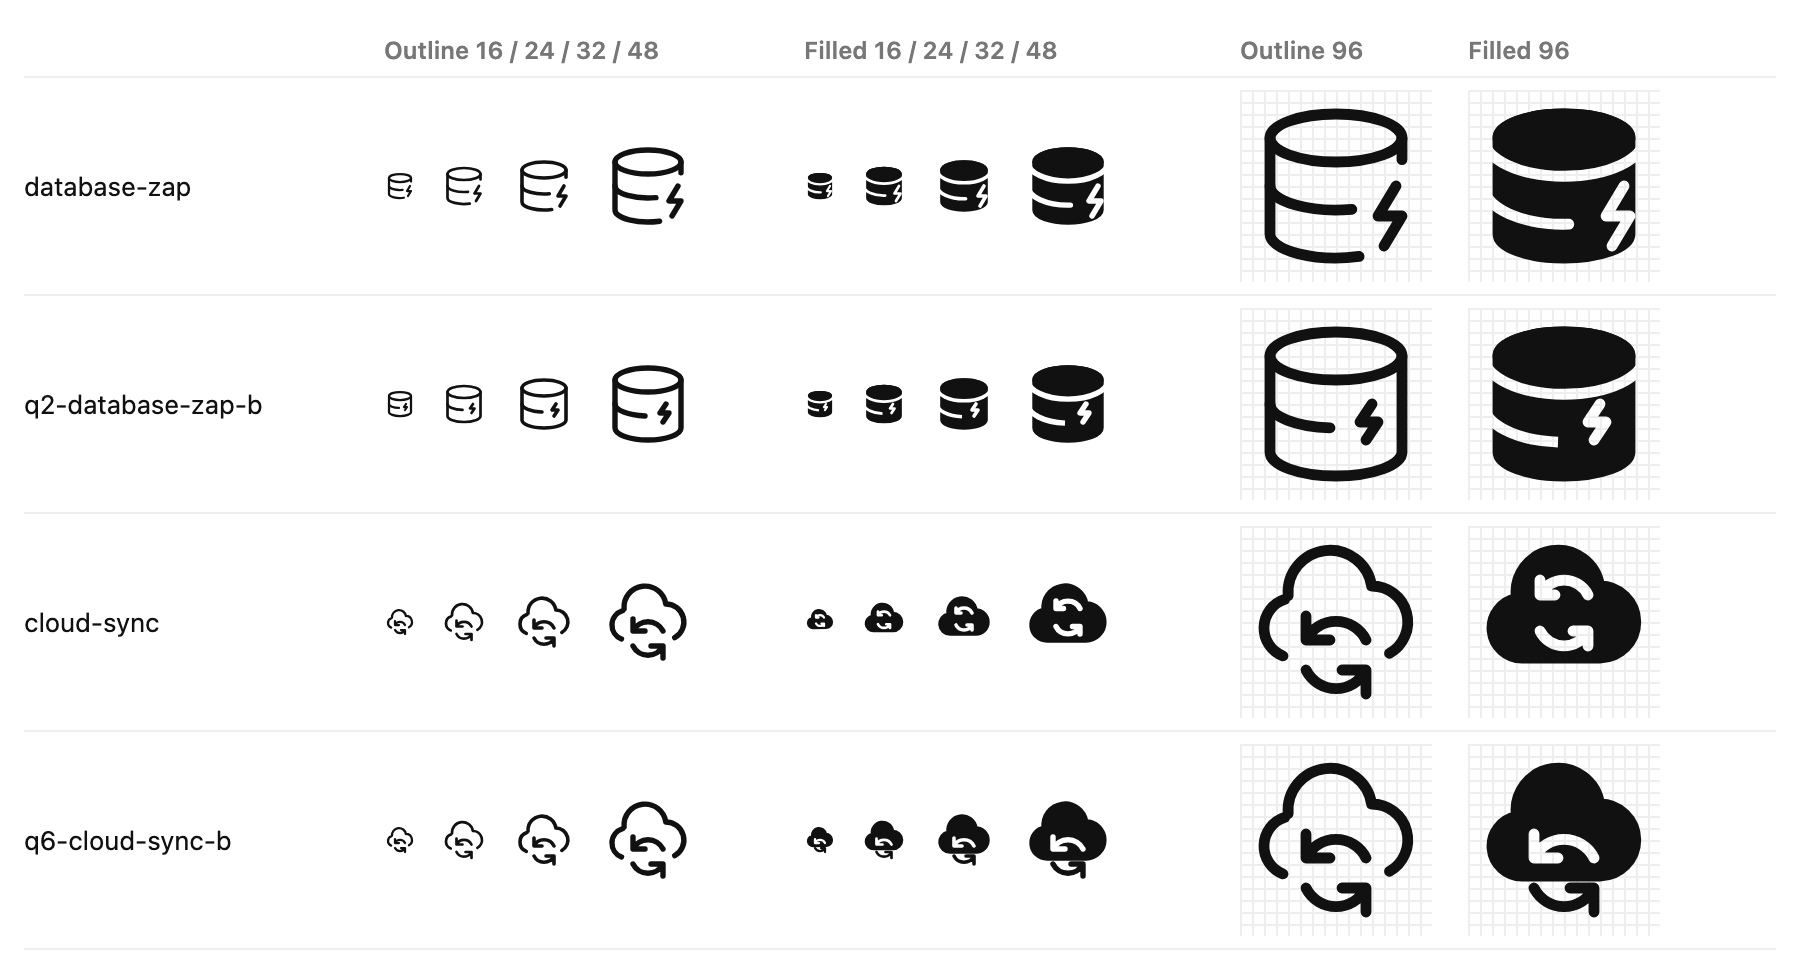 Outline 16 / 24 / 32 / 48 Filled 16 / 24 / 32 / 48 Outline 96 Filled 96
database-zap
q2-database-zap-b
cloud-sync
q6-cloud-sync-b